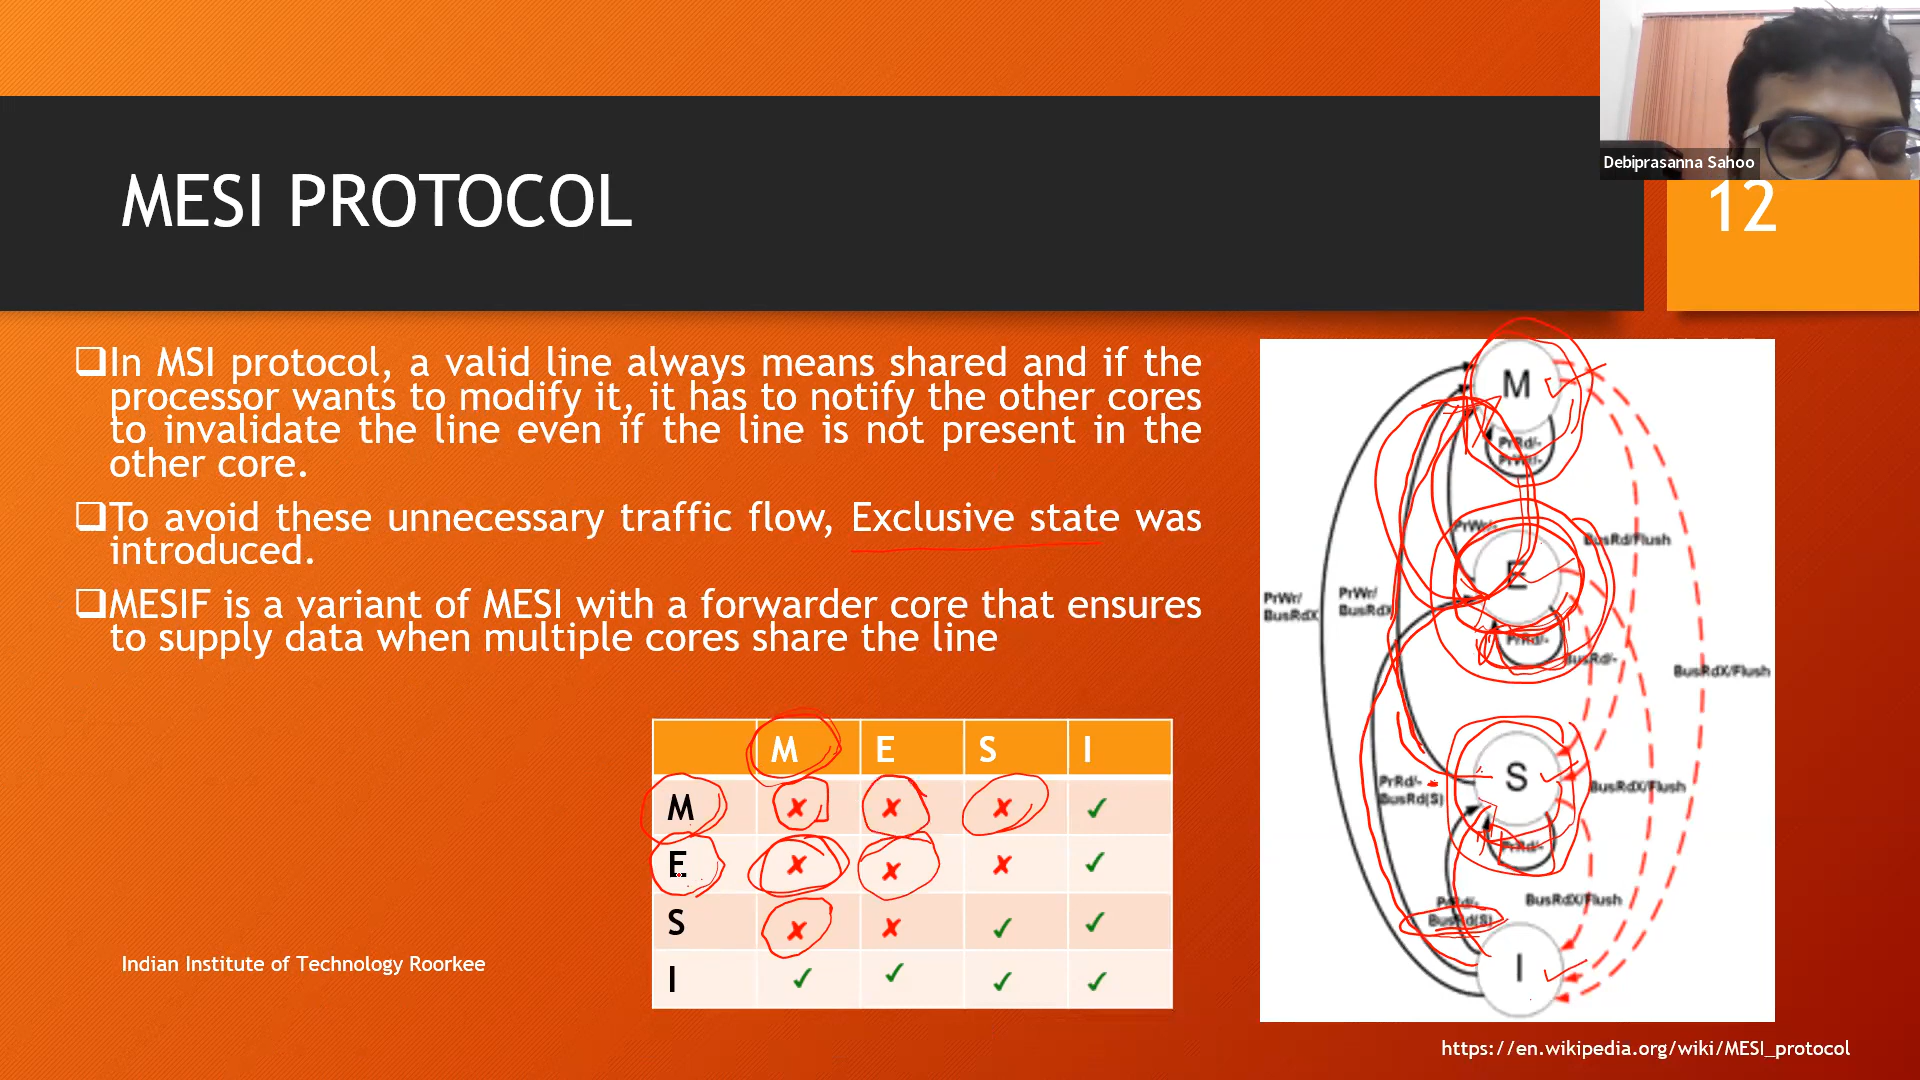 Debiprasanna Sahoo
12
MESI PROTOCOL
❑In MSI protocol, a valid line always means shared and if the
processor wants to modify it, it has to notify the other cores
to invalidate the line even if the line is not present in the
other core.
❑To avoid these unnecessary traffic flow, Exclusive state was
introduced.
❑MESIF is a variant of MESI with a forwarder core that ensures
to supply data when multiple cores share the line
M E S I
M ✗ ✗ ✗ ✓
E ✗ ✗ ✗ ✓
S ✗ ✗ ✓ ✓
I ✓ ✓ ✓ ✓
M
PrRd/-
PrWr/-
PrWr/-
BusRd/Flush
E
PrWr/
BusRdX
PrWr/
BusRdX
PrRd/-
BusRd/-
BusRdX/Flush
S
PrRd/-
BusRd(S)
BusRdX/Flush
PrRd/-
PrRd/-
BusRd(S)
BusRdX/Flush
I
Indian Institute of Technology Roorkee
https://en.wikipedia.org/wiki/MESI_protocol